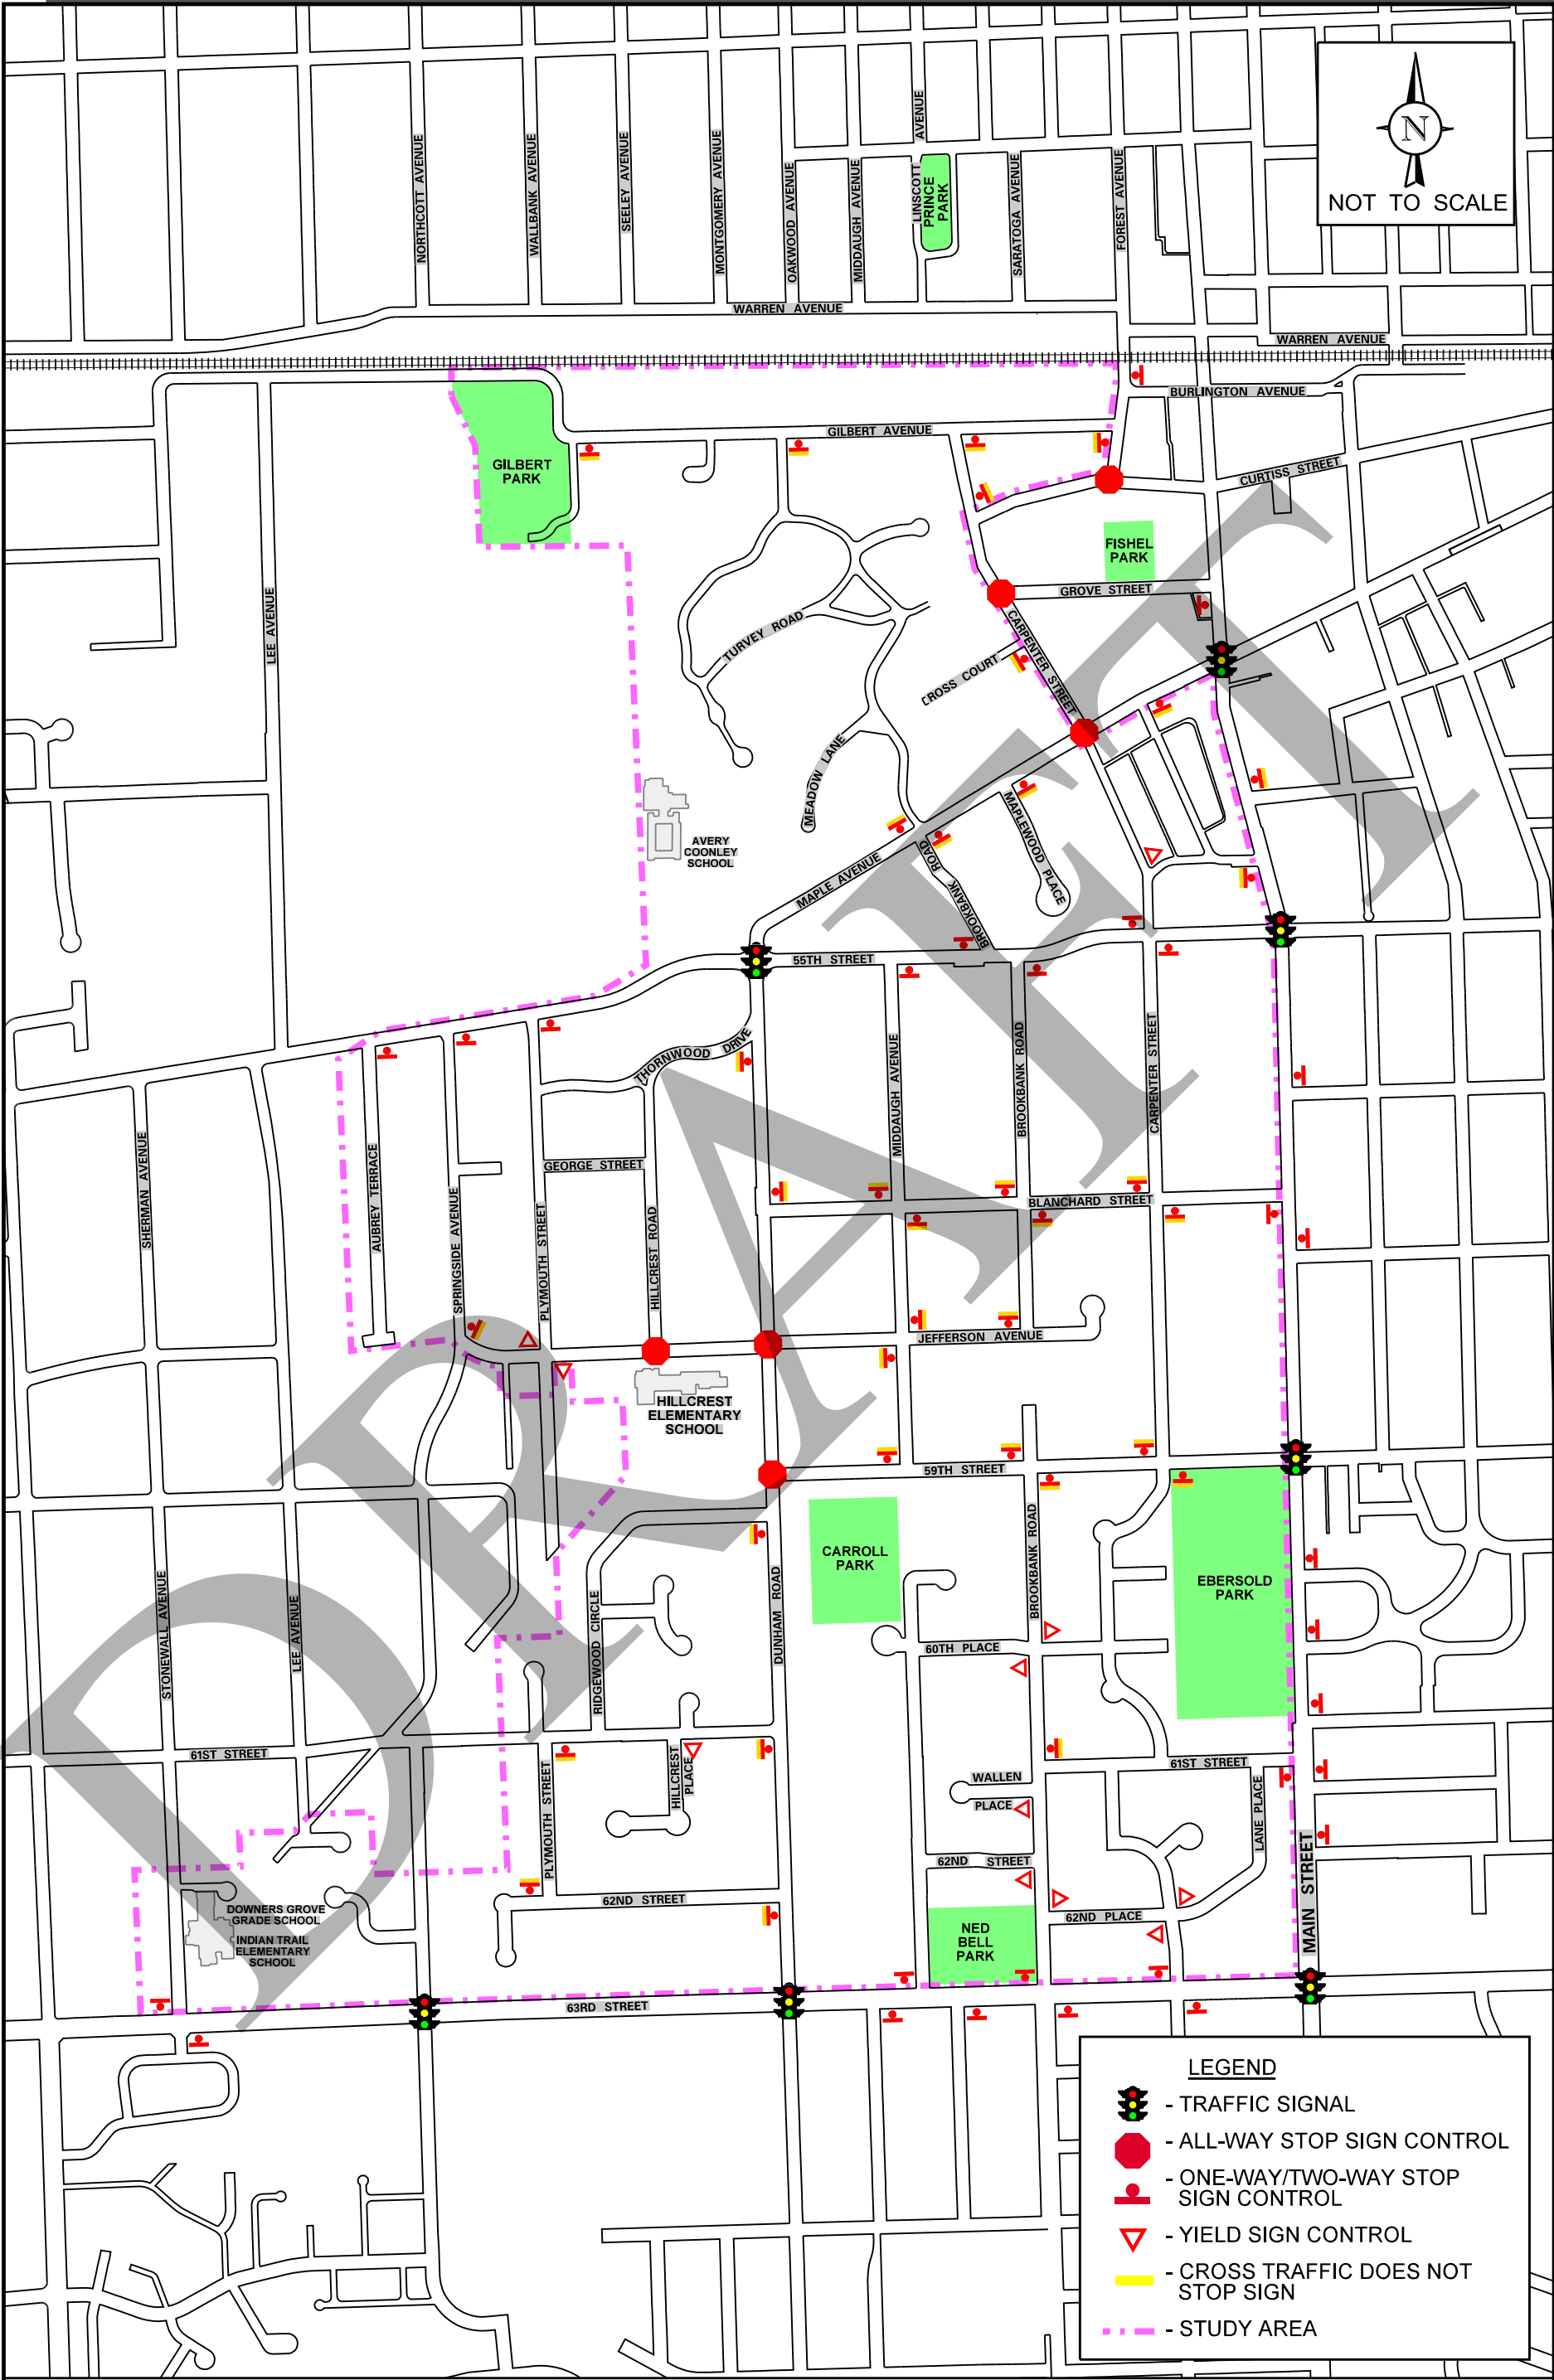 NORTHCOTT AVENUE
WALLBANK AVENUE
SEELEY AVENUE
MONTGOMERY AVENUE
OAKWOOD AVENUE
MIDDAUGH AVENUE
LINSCOTT AVENUE
PRINCE
PARK
SARATOGA AVENUE
FOREST AVENUE
N
NOT TO SCALE
WARREN AVENUE
WARREN AVENUE
BURLINGTON AVENUE
GILBERT AVENUE
GILBERT
PARK
CURTISS STREET
FISHEL
PARK
GROVE STREET
LEE AVENUE
TURVEY ROAD
CARPENTER STREET
CROSS COURT
MEADOW LANE
MAPLEWOOD PLACE
AVERY
COONLEY
SCHOOL
MAPLE AVENUE
BROOKBANK ROAD
55TH STREET
THORNWOOD DRIVE
MIDDAUGH AVENUE
BROOKBANK ROAD
CARPENTER STREET
SHERMAN AVENUE
AUBREY TERRACE
SPRINGSIDE AVENUE
PLYMOUTH STREET
GEORGE STREET
HILLCREST ROAD
BLANCHARD STREET
JEFFERSON AVENUE
HILLCREST
ELEMENTARY
SCHOOL
59TH STREET
CARROLL
PARK
BROOKBANK ROAD
EBERSOLD
PARK
STONEWALL AVENUE
LEE AVENUE
RIDGEWOOD CIRCLE
DUNHAM ROAD
60TH PLACE
61ST STREET
PLYMOUTH STREET
HILLCREST
PLACE
61ST STREET
WALLEN
PLACE
LANE PLACE
MAIN STREET
62ND STREET
62ND STREET
62ND PLACE
NED
BELL
PARK
DOWNERS GROVE
GRADE SCHOOL
INDIAN TRAIL
ELEMENTARY
SCHOOL
63RD STREET
DRAFT
LEGEND
- TRAFFIC SIGNAL
- ALL-WAY STOP SIGN CONTROL
- ONE-WAY/TWO-WAY STOP
SIGN CONTROL
- YIELD SIGN CONTROL
- CROSS TRAFFIC DOES NOT
STOP SIGN
- STUDY AREA